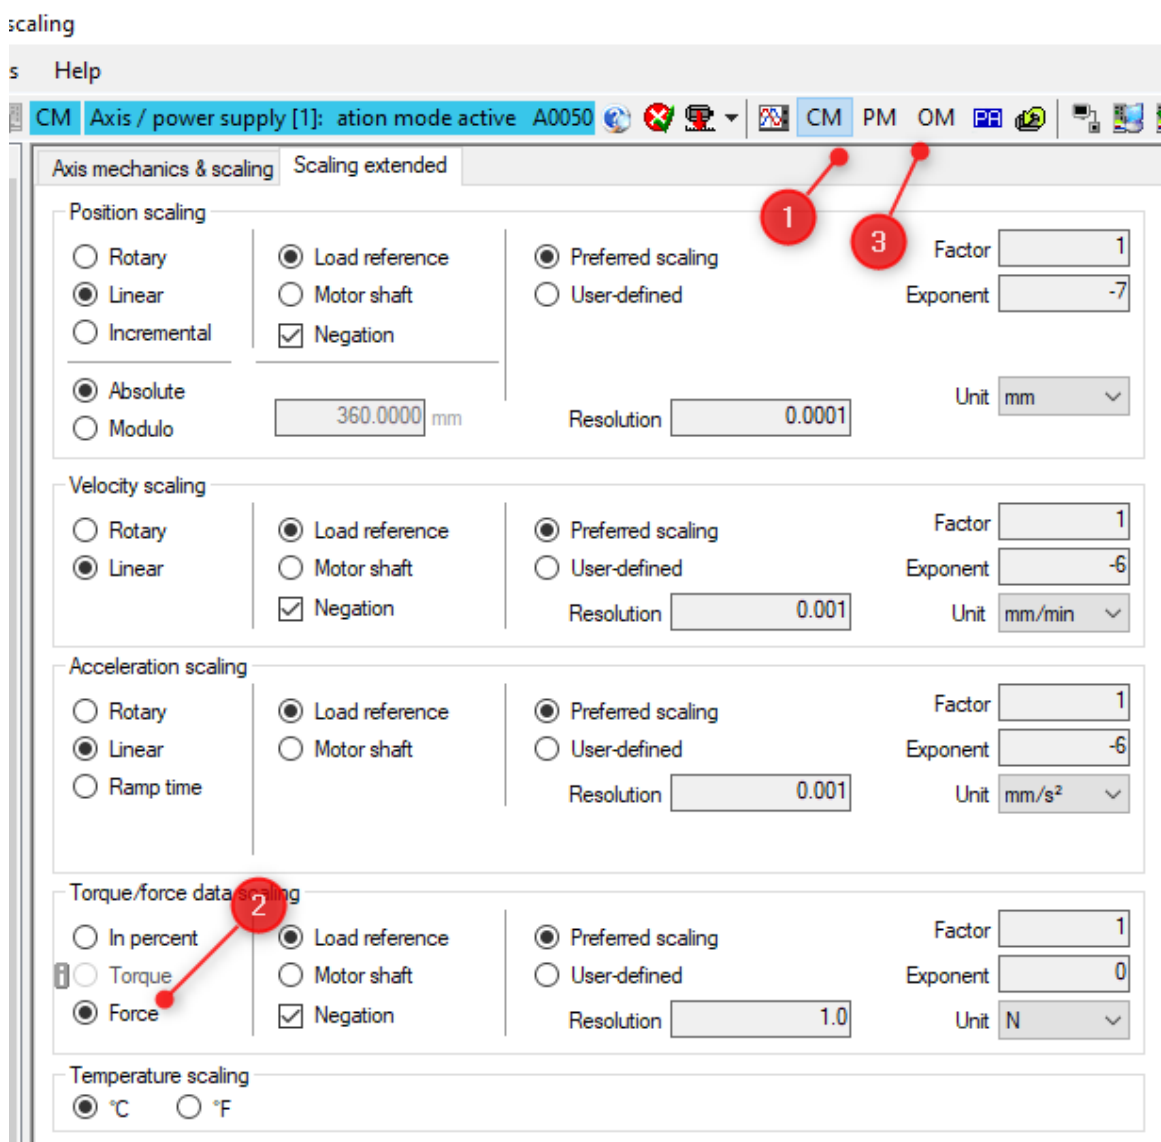 scaling
s Help
CM Axis / power supply [1]: ation mode active A0050 CM PM OM PA
Axis mechanics & scaling Scaling extended
1
3
Position scaling
Rotary Load reference Preferred scaling Factor 1
Linear Motor shaft User-defined Exponent -7
Incremental Negation
Absolute 360.0000 mm Unit mm
Modulo Resolution 0.0001
Velocity scaling
Rotary Load reference Preferred scaling Factor 1
Linear Motor shaft User-defined Exponent -6
Negation Resolution 0.001 Unit mm/min
Acceleration scaling
Rotary Load reference Preferred scaling Factor 1
Linear Motor shaft User-defined Exponent -6
Ramp time Resolution 0.001 Unit mm/s²
Torque/force data scaling
2
In percent Load reference Preferred scaling Factor 1
Torque Motor shaft User-defined Exponent 0
Force Negation Resolution 1.0 Unit N
Temperature scaling
°C °F